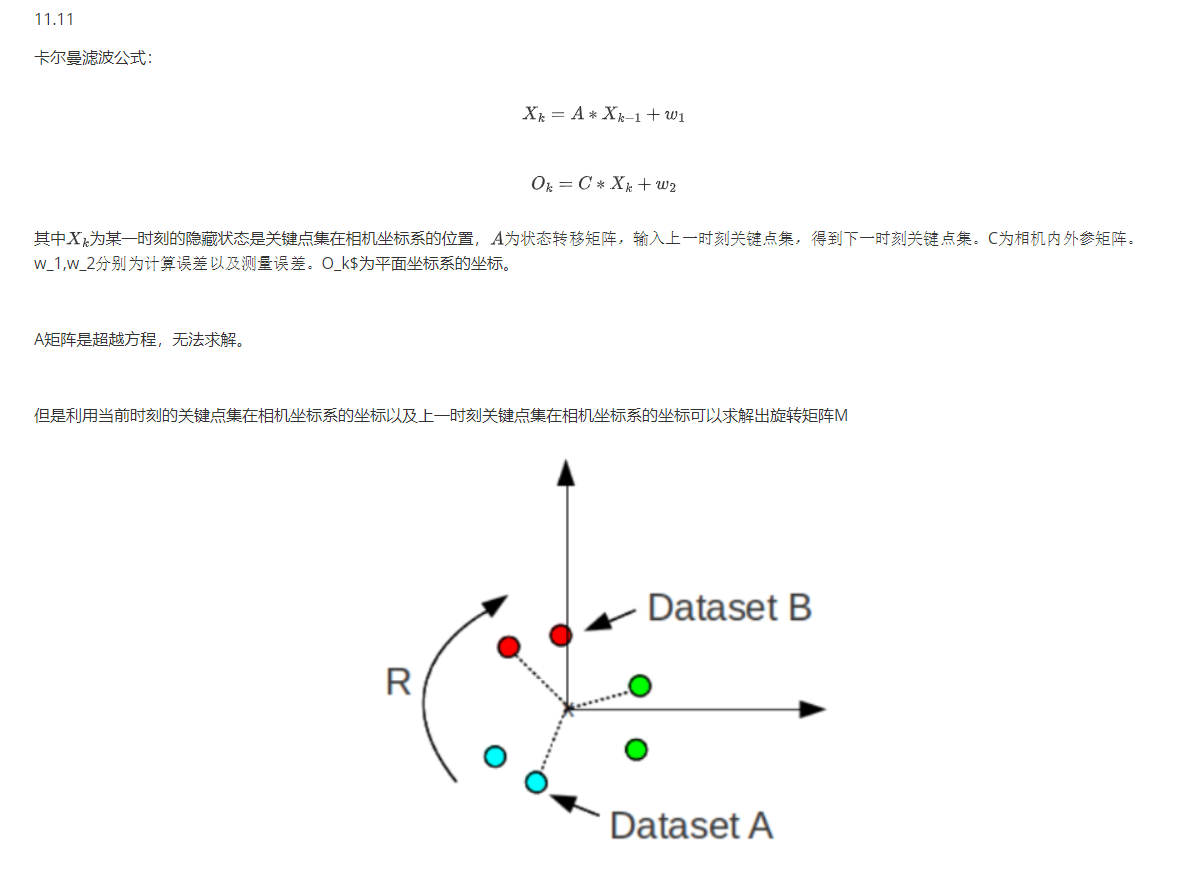 11.11
卡尔曼滤波公式：
X_k = A * X_{k-1} + w_1
O_k = C * X_k + w_2
其中X_k为某一时刻的隐藏状态是关键点集在相机坐标系的位置，A为状态转移矩阵，输入上一时刻关键点集，得到下一时刻关键点集。C为相机内外参矩阵。
w_1,w_2分别为计算误差以及测量误差。O_k$为平面坐标系的坐标。
A矩阵是超越方程，无法求解。
但是利用当前时刻的关键点集在相机坐标系的坐标以及上一时刻关键点集在相机坐标系的坐标可以求解出旋转矩阵M
Dataset B
R
Dataset A